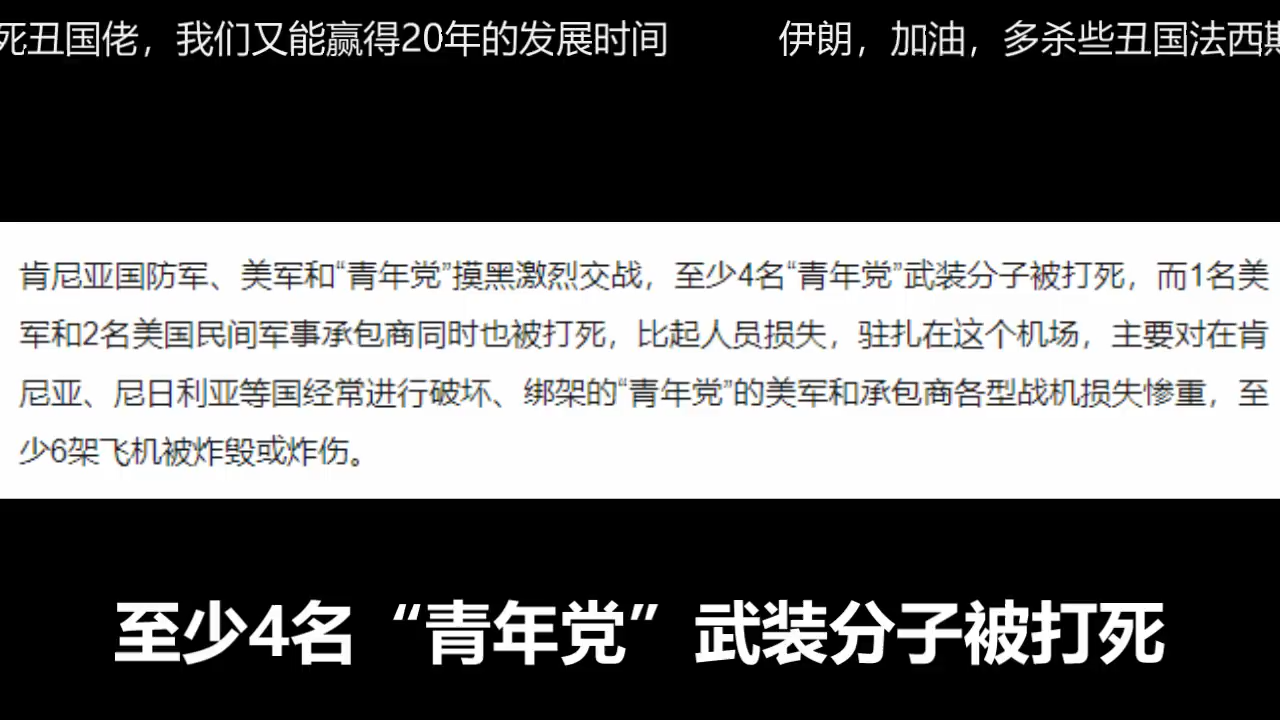 死丑国佬，我们又能赢得20年的发展时间
伊朗，加油，多杀些丑国法西斯
肯尼亚国防军、美军和“青年党”摸黑激烈交战，至少4名“青年党”武装分子被打死，而1名美
军和2名美国民间军事承包商同时也被打死，比起人员损失，驻扎在这个机场，主要对在肯
尼亚、尼日利亚等国经常进行破坏、绑架的“青年党”的美军和承包商各型战机损失惨重，至
少6架飞机被炸毁或炸伤。
至少4名“青年党”武装分子被打死